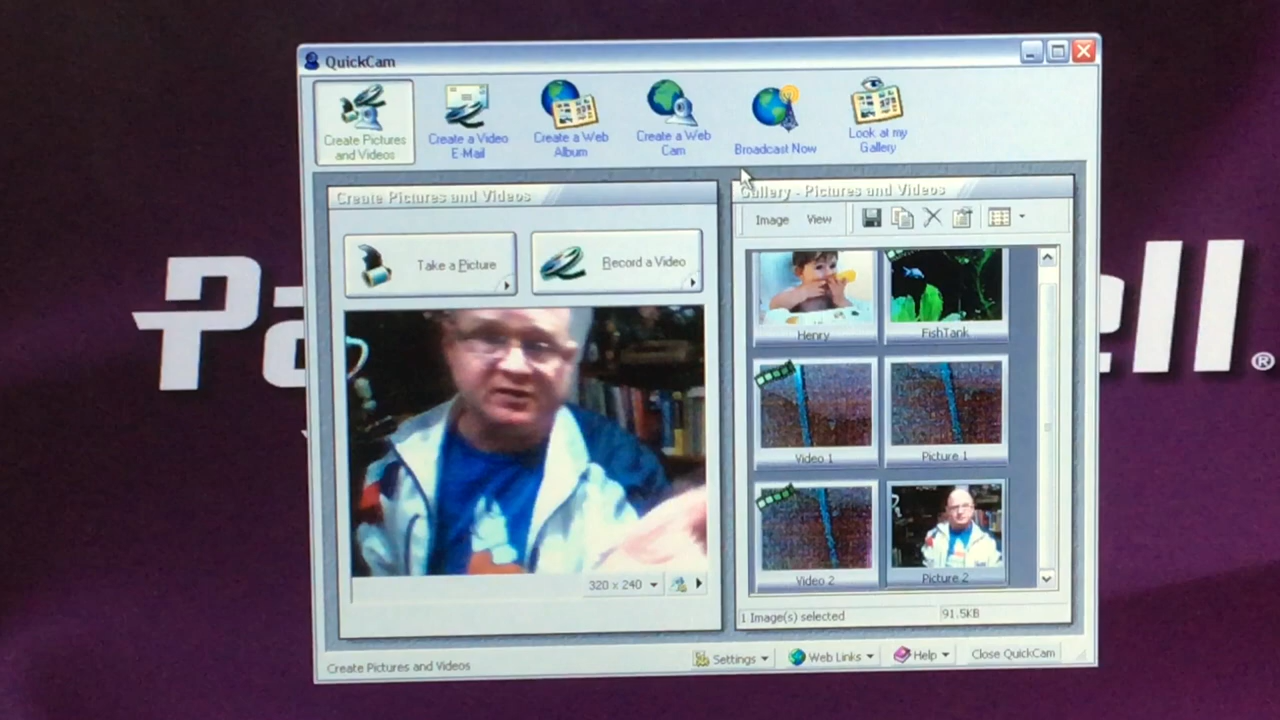 QuickCam
Create Pictures
and Videos
Create a Video
E-Mail
Create a Web
Album
Create a Web
Cam
Broadcast Now
Look at my
Gallery
Create Pictures and Videos
Take a Picture
Record a Video
320 x 240
Gallery - Pictures and Videos
Image View
Henry
FishTank
Video 1
Picture 1
Video 2
Picture 2
1 Image(s) selected
91.5KB
Create Pictures and Videos
Settings
Web Links
Help
Close QuickCam
Pa
ell®